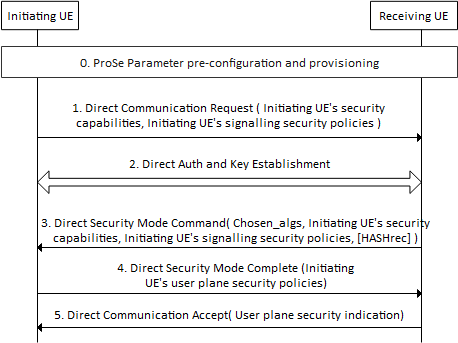 Initiating UE
Receiving UE
0. ProSe Parameter pre-configuration and provisioning
1. Direct Communication Request ( Initiating UE's security
capabilities, Initiating UE's signalling security policies )
2. Direct Auth and Key Establishment
3. Direct Security Mode Command( Chosen_algs, Initiating UE's security
capabilities, Initiating UE's signalling security policies, [HASHrec] )
4. Direct Security Mode Complete (Initiating
UE's user plane security policies)
5. Direct Communication Accept( User plane security indication)